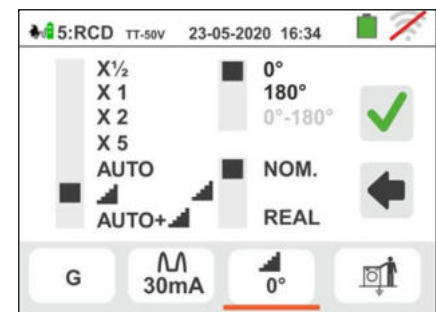 5:RCD TT-50V 23-05-2020 16:34
X½ 0°
X 1 180°
X 2 0°-180°
X 5
AUTO NOM.
AUTO+ REAL
G 30mA 0°